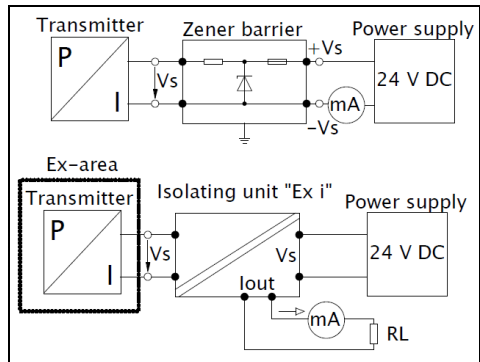 Transmitter
Zener barrier
Power supply
P
I
Vs
+Vs
mA
–Vs
24 V DC
Ex–area
Transmitter
Isolating unit "Ex i"
Power supply
P
I
Vs
Vs
Iout
24 V DC
mA
RL